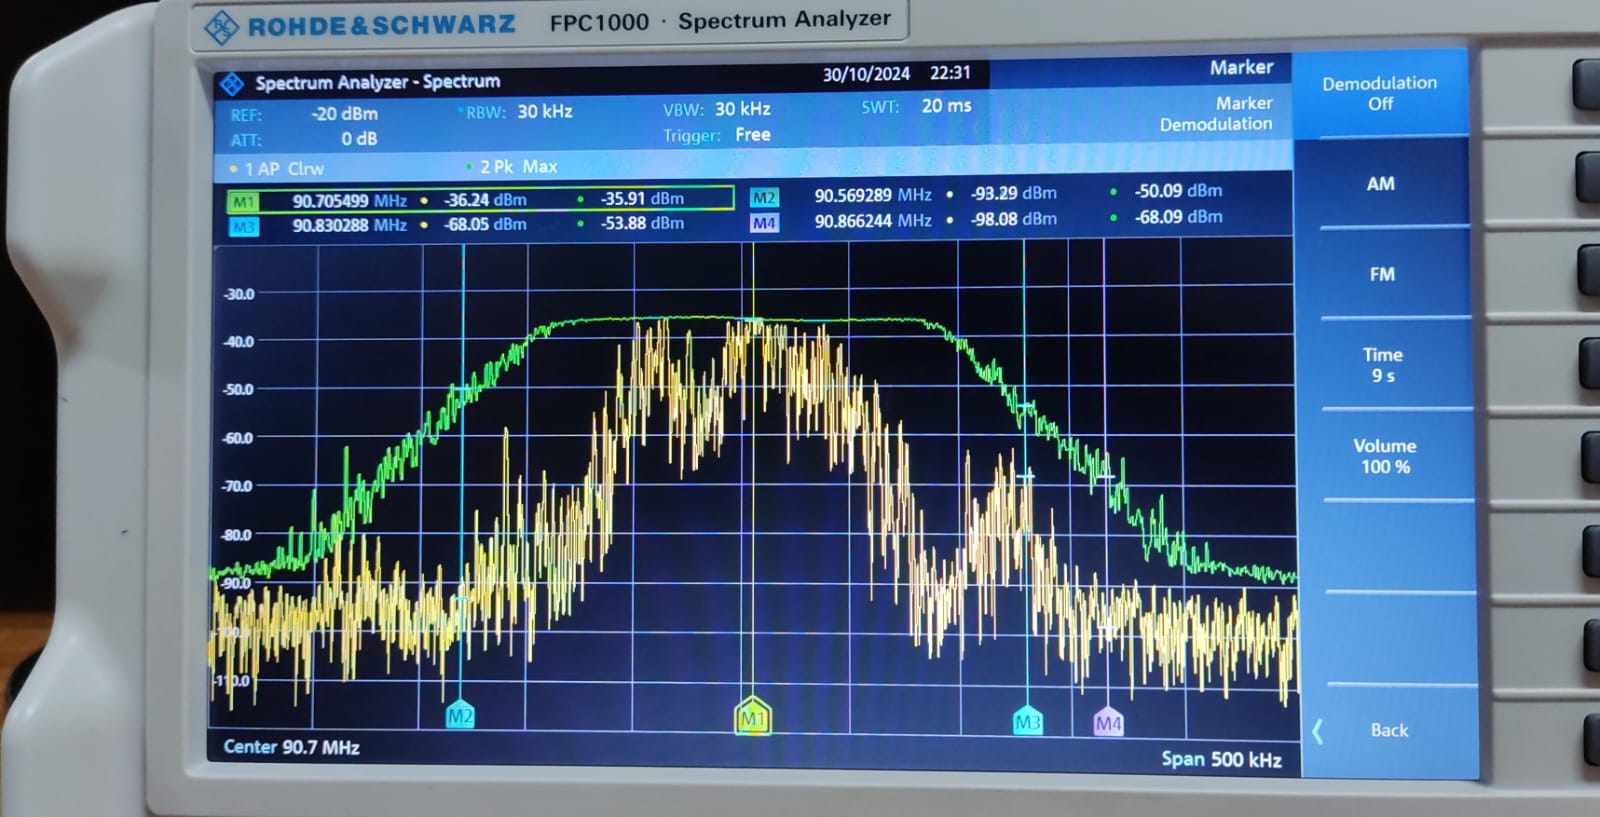 ROHDE & SCHWARZ FPC1000 · Spectrum Analyzer
Spectrum Analyzer - Spectrum 30/10/2024 22:31 Marker
REF: -20 dBm RBW: 30 kHz VBW: 30 kHz SWT: 20 ms Marker
ATT: 0 dB Trigger: Free Demodulation
1 AP Clrw 2 Pk Max
M1 90.705499 MHz -36.24 dBm -35.91 dBm M2 90.569289 MHz -93.29 dBm -50.09 dBm
M3 90.830288 MHz -68.05 dBm -53.88 dBm M4 90.866244 MHz -98.08 dBm -68.09 dBm
-30.0
-40.0
-50.0
-60.0
-70.0
-80.0
-90.0
-100.0
-110.0
M2 M1 M3 M4
Center 90.7 MHz Span 500 kHz
Demodulation
Off
AM
FM
Time
9 s
Volume
100 %
Back